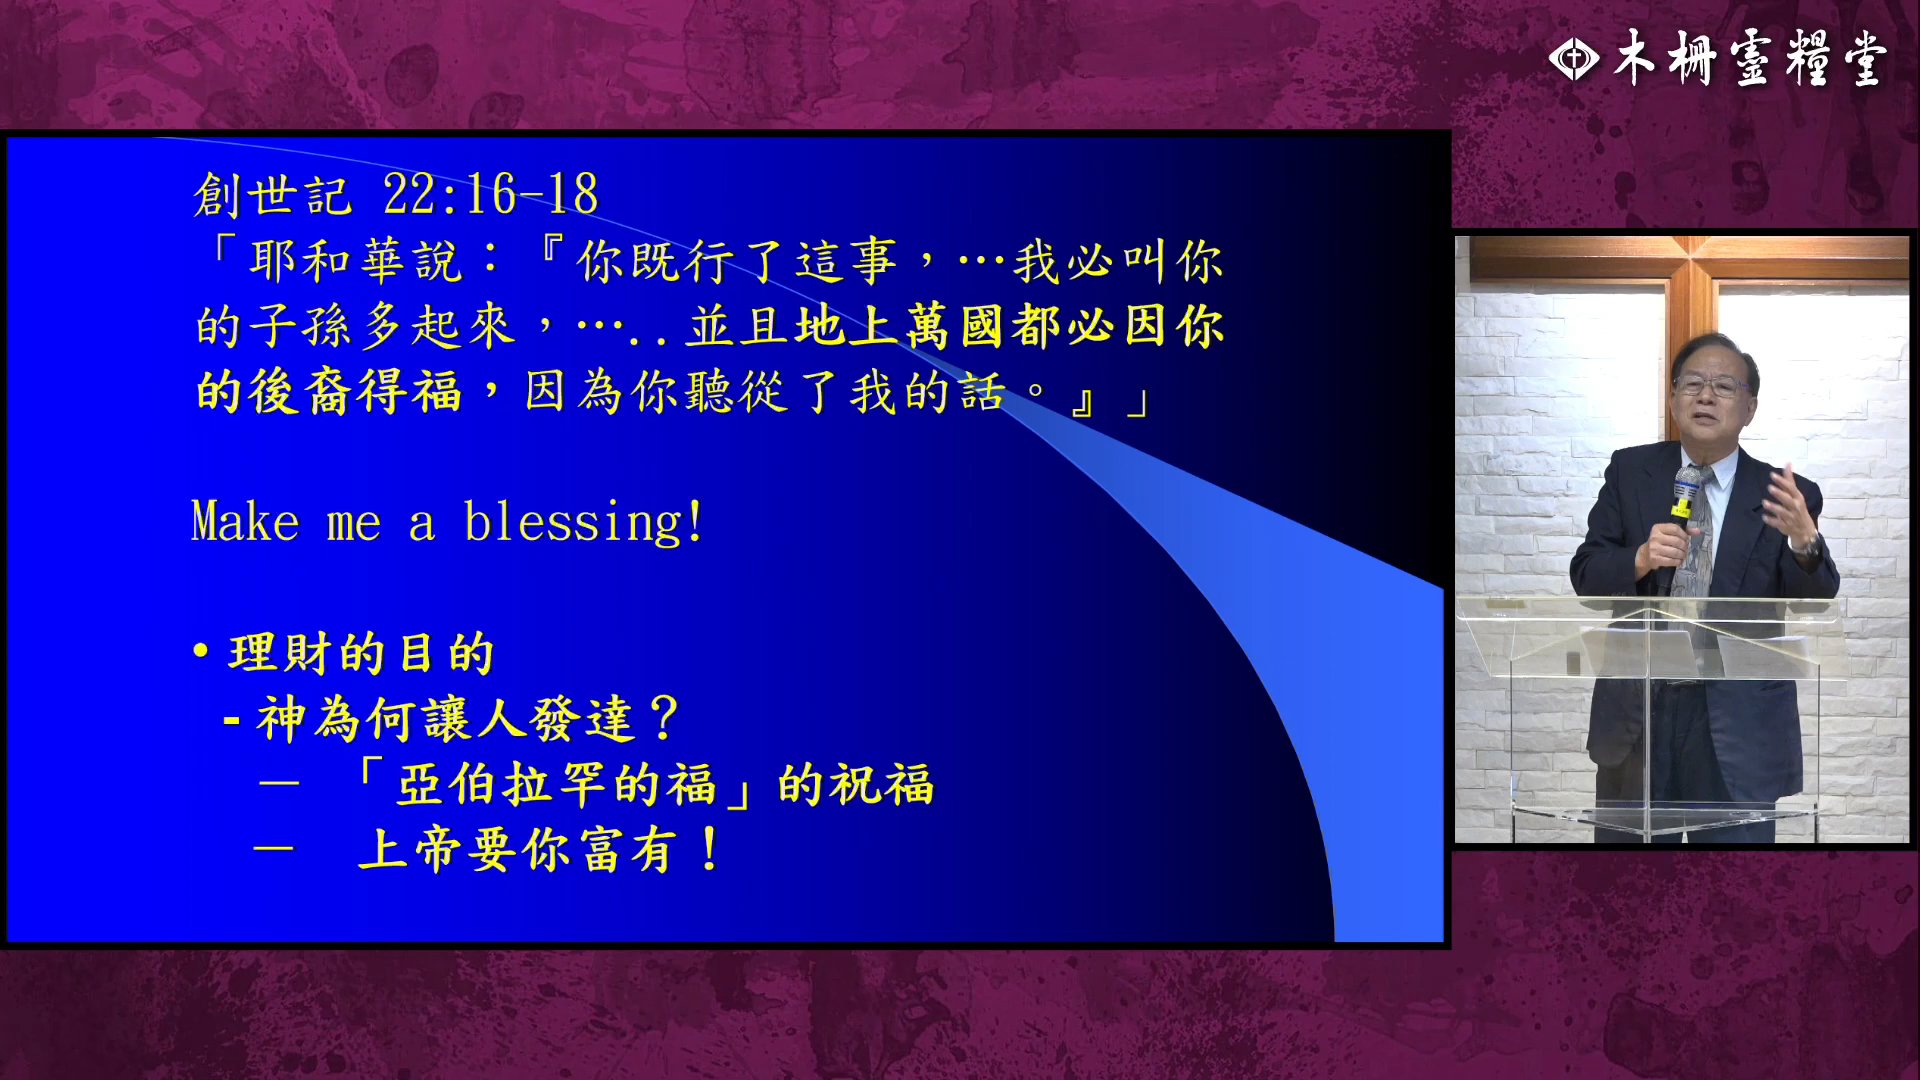 木柵靈糧堂
創世記 22:16-18
「耶和華說：『你既行了這事，…我必叫你
的子孫多起來，…..並且地上萬國都必因你
的後裔得福，因為你聽從了我的話。』」
Make me a blessing!
• 理財的目的
- 神為何讓人發達？
－ 「亞伯拉罕的福」的祝福
－ 上帝要你富有！